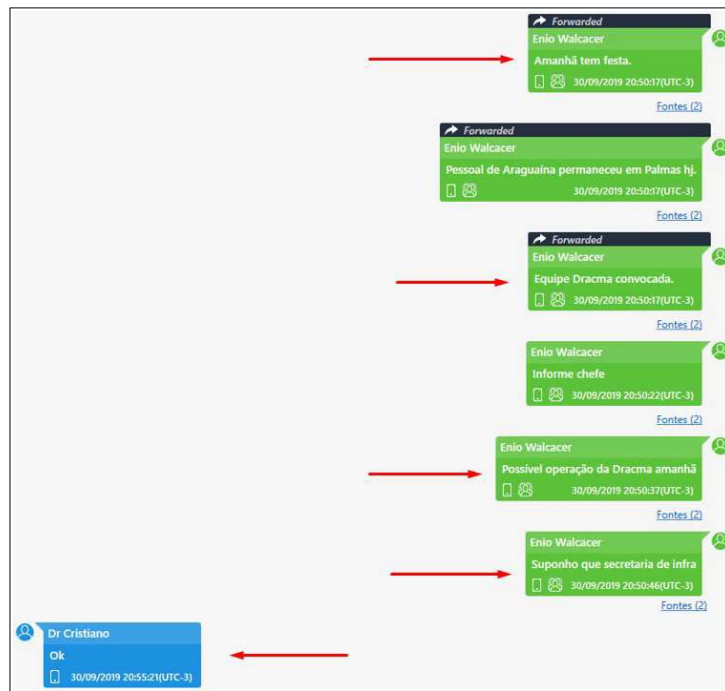 Forwarded
Enio Walcacer
Amanhã tem festa.
30/09/2019 20:50:17(UTC-3)
Fontes (2)
Forwarded
Enio Walcacer
Pessoal de Araguaina permaneceu em Palmas hj.
30/09/2019 20:50:17(UTC-3)
Fontes (2)
Forwarded
Enio Walcacer
Equipe Dracma convocada.
30/09/2019 20:50:17(UTC-3)
Fontes (2)
Enio Walcacer
Informe chefe
30/09/2019 20:50:22(UTC-3)
Fontes (2)
Enio Walcacer
Possivel operação da Dracma amanhã
30/09/2019 20:50:37(UTC-3)
Fontes (2)
Enio Walcacer
Suponho que secretaria de infra
30/09/2019 20:50:46(UTC-3)
Fontes (2)
Dr Cristiano
Ok
30/09/2019 20:55:21(UTC-3)